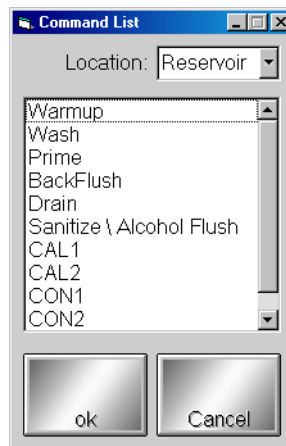 Command List
Location: Reservoir
Warmup
Wash
Prime
BackFlush
Drain
Sanitize \ Alcohol Flush
CAL1
CAL2
CON1
CON2
ok Cancel